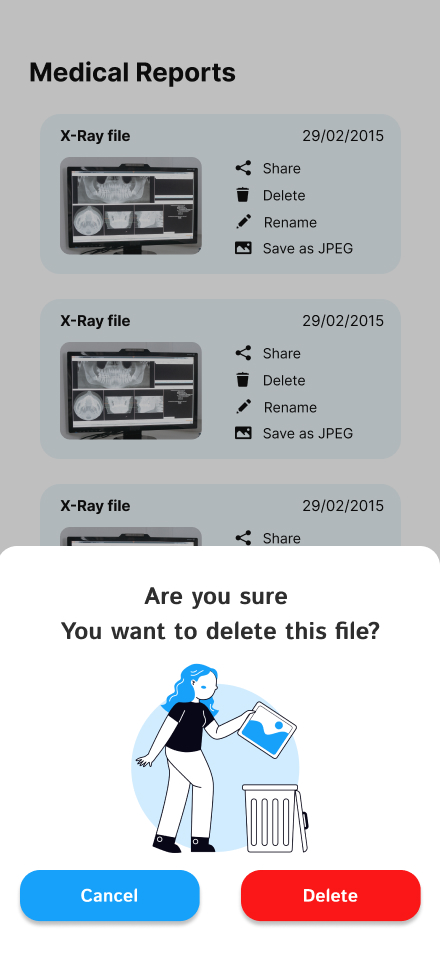 Medical Reports
X-Ray file 29/02/2015
Share
Delete
Rename
Save as JPEG
X-Ray file 29/02/2015
Share
Delete
Rename
Save as JPEG
X-Ray file 29/02/2015
Share
Are you sure
You want to delete this file?
Cancel Delete